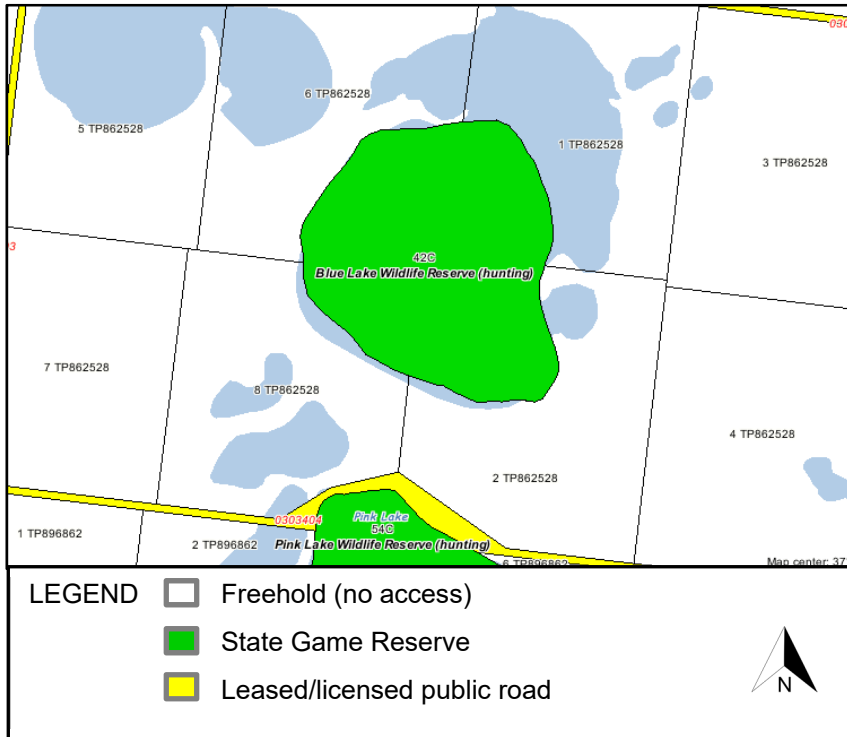 030
6 TP862528
5 TP862528
1 TP862528
3 TP862528
3
42C
Blue Lake Wildlife Reserve (hunting)
7 TP862528
8 TP862528
4 TP862528
2 TP862528
0303404
Pink Lake
54C
Pink Lake Wildlife Reserve (hunting)
1 TP896862
2 TP896862
6 TP896862
Map center: 37
LEGEND
Freehold (no access)
State Game Reserve
Leased/licensed public road
N